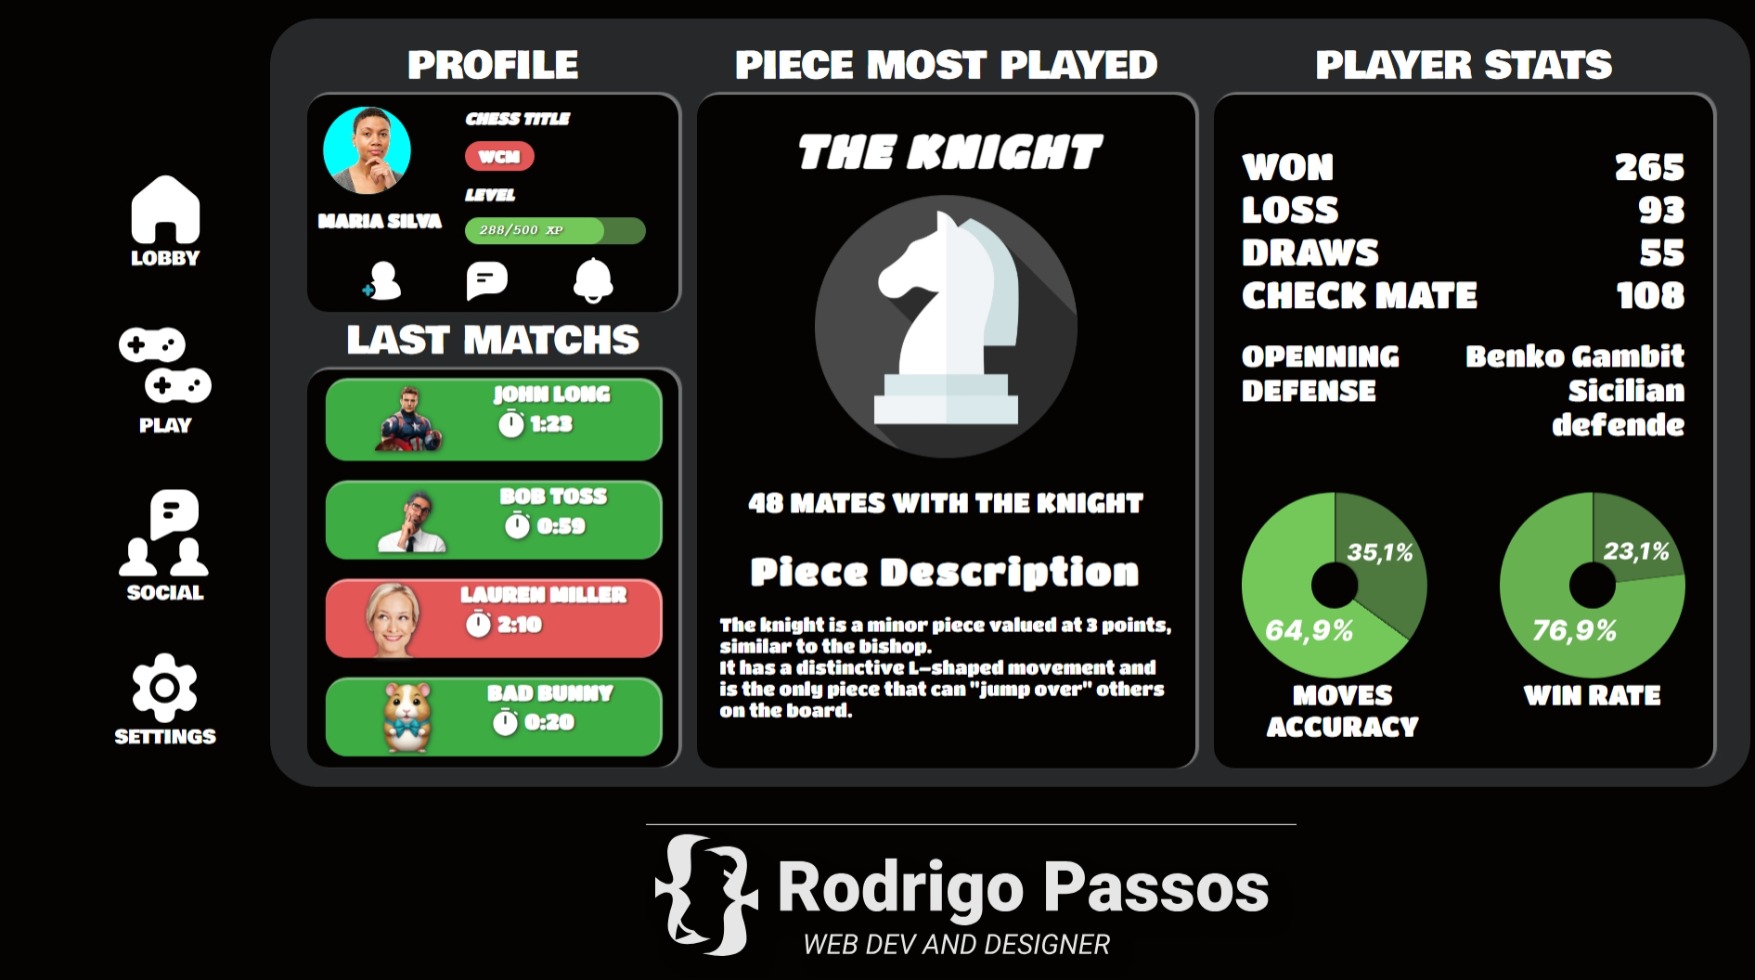 LOBBY
PLAY
SOCIAL
SETTINGS
PROFILE
MARIA SILVA
CHESS TITLE
WCM
LEVEL
288/500 XP
LAST MATCHS
JOHN LONG
1:23
BOB TOSS
0:59
LAUREN MILLER
2:10
BAD BUNNY
0:20
PIECE MOST PLAYED
THE KNIGHT
48 MATES WITH THE KNIGHT
Piece Description
The knight is a minor piece valued at 3 points,
similar to the bishop.
It has a distinctive L-shaped movement and
is the only piece that can "jump over" others
on the board.
PLAYER STATS
WON 265
LOSS 93
DRAWS 55
CHECK MATE 108
OPENNING Benko Gambit
DEFENSE Sicilian
defende
35,1%
64,9%
MOVES
ACCURACY
23,1%
76,9%
WIN RATE
Rodrigo Passos
WEB DEV AND DESIGNER